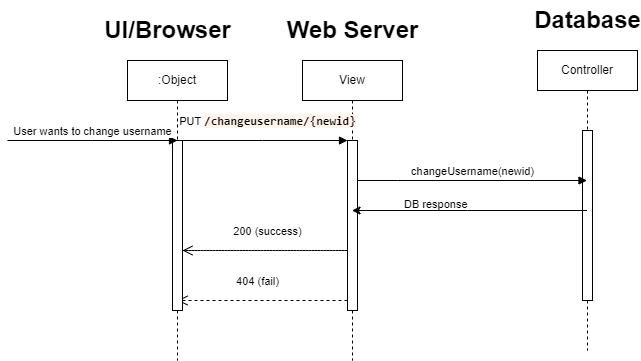 UI/Browser
Web Server
Database
:Object
View
Controller
PUT /changeusername/{newid}
User wants to change username
changeUsername(newid)
DB response
200 (success)
404 (fail)